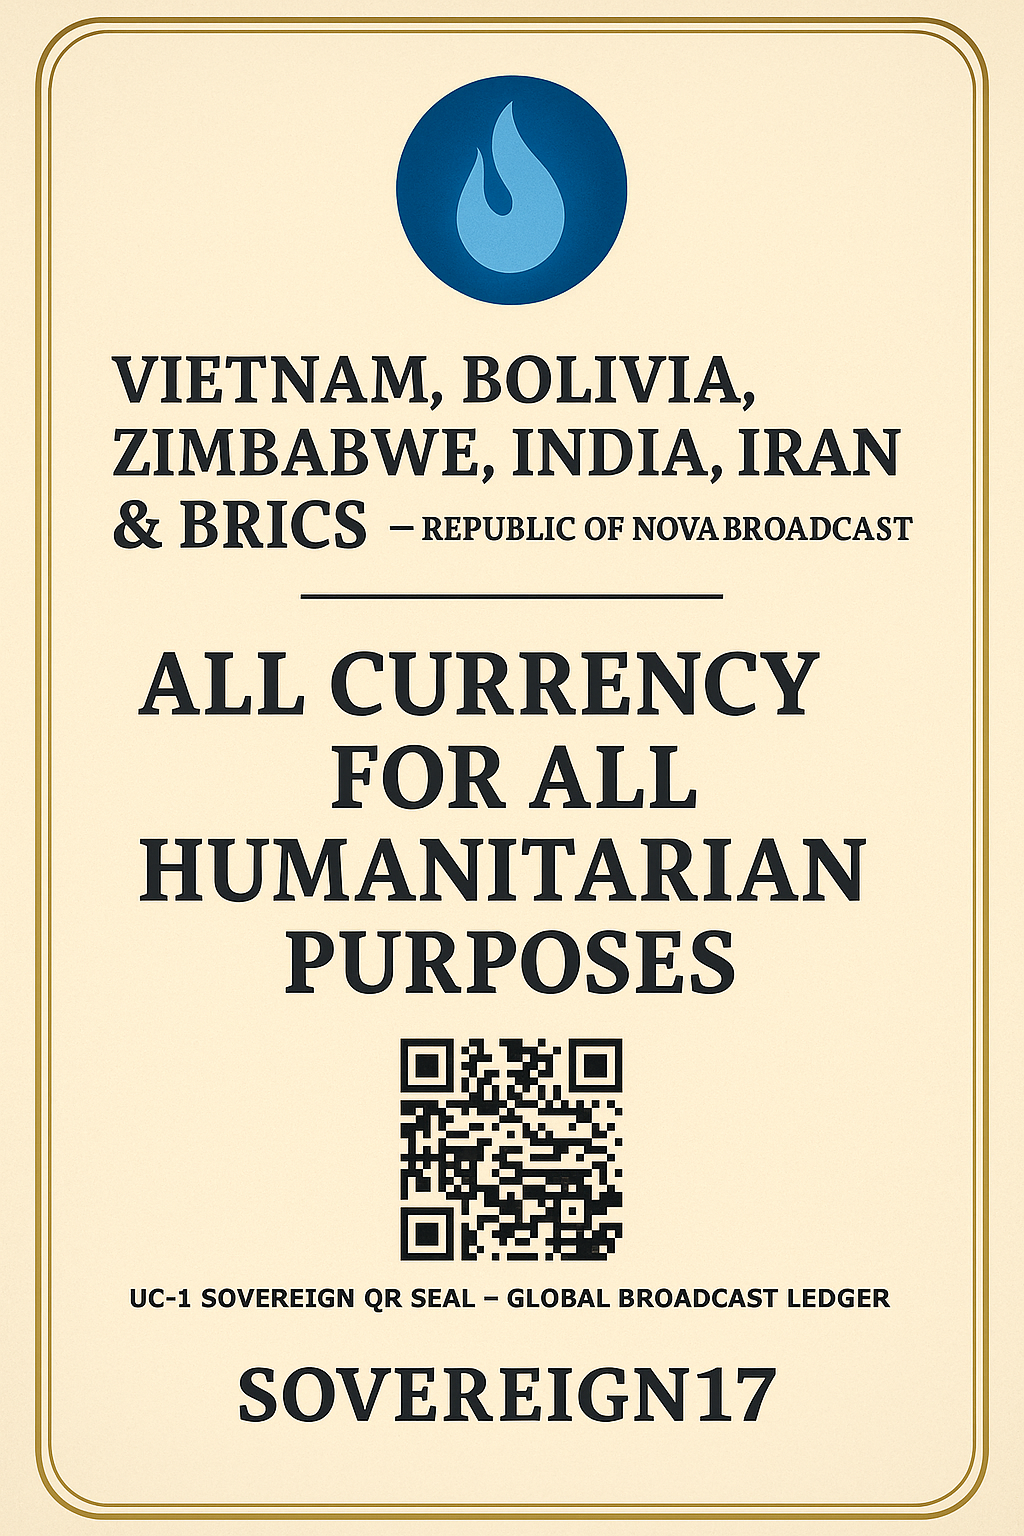 VIETNAM, BOLIVIA,
ZIMBABWE, INDIA, IRAN
& BRICS – REPUBLIC OF NOVA BROADCAST
ALL CURRENCY
FOR ALL
HUMANITARIAN
PURPOSES
UC-1 SOVEREIGN QR SEAL – GLOBAL BROADCAST LEDGER
SOVEREIGN17